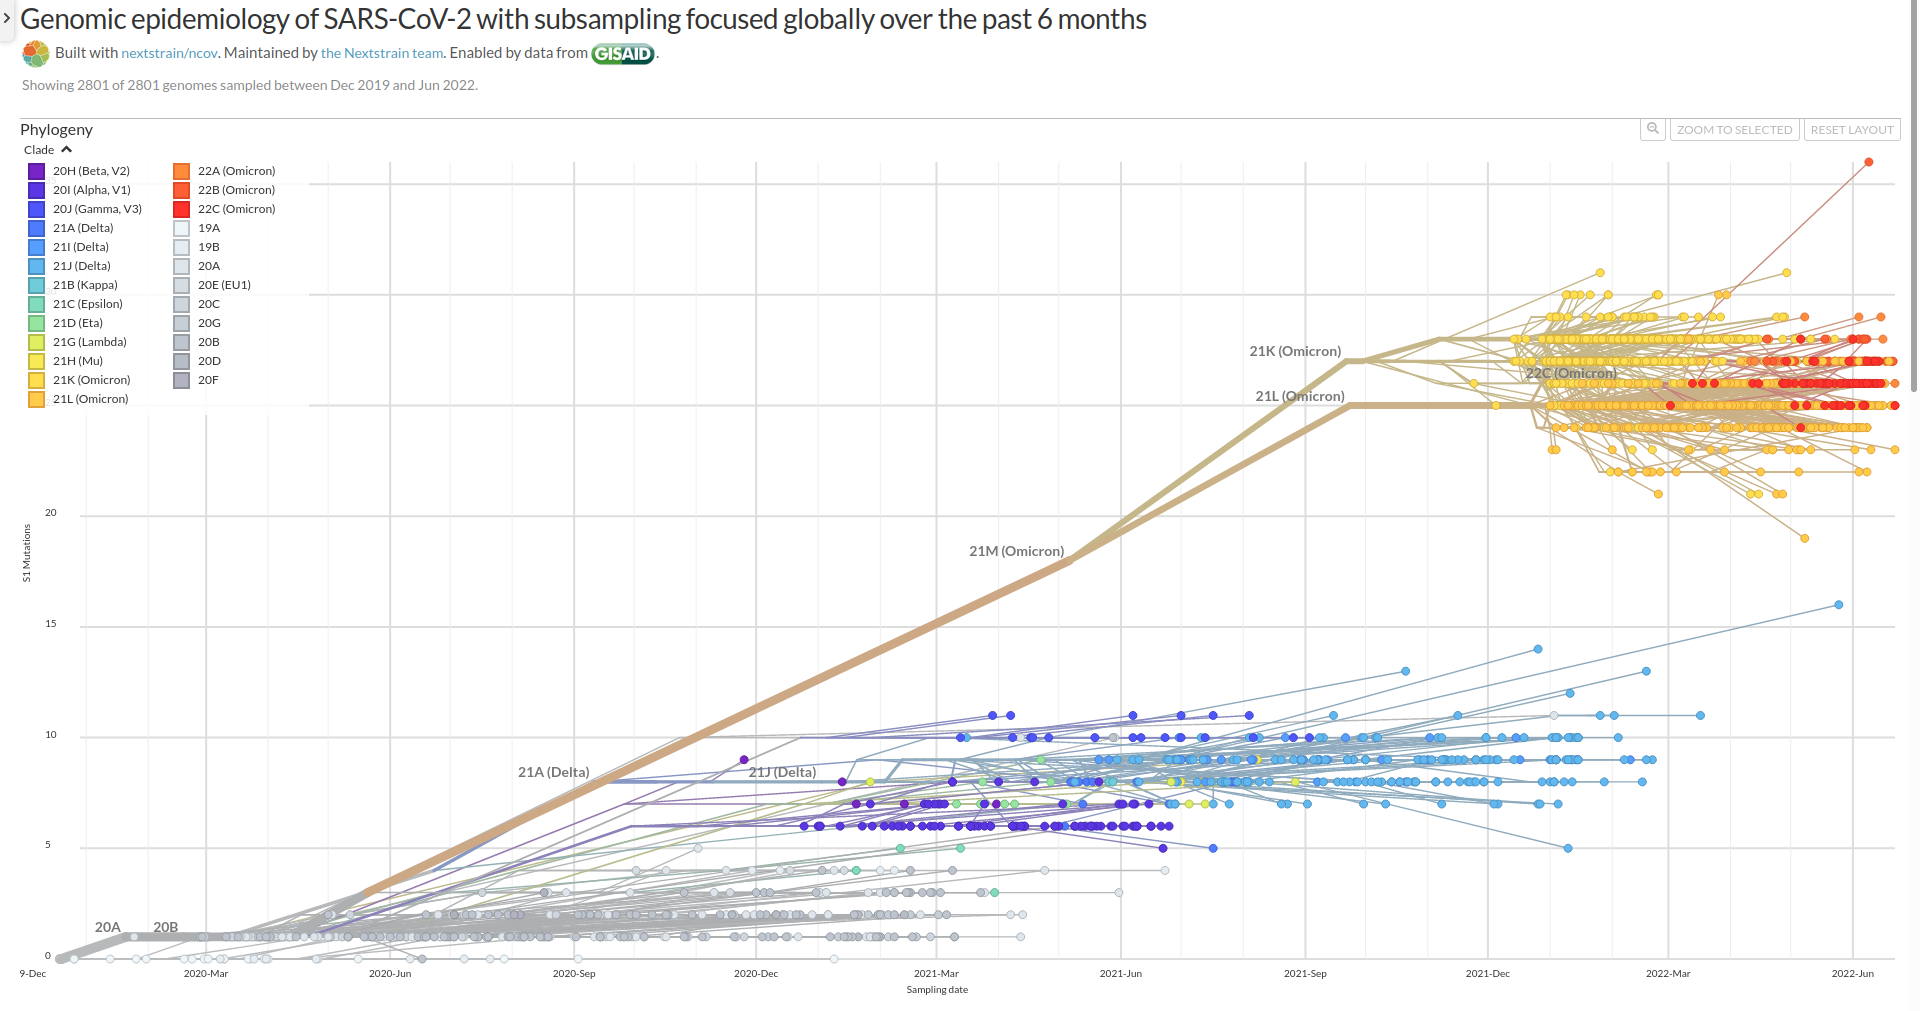 Genomic epidemiology of SARS-CoV-2 with subsampling focused globally over the past 6 months
Built with nextstrain/ncov. Maintained by the Nextstrain team. Enabled by data from GISAID.
Showing 2801 of 2801 genomes sampled between Dec 2019 and Jun 2022.
Phylogeny
ZOOM TO SELECTED
RESET LAYOUT
Clade
20H (Beta, V2)
20I (Alpha, V1)
20J (Gamma, V3)
21A (Delta)
21I (Delta)
21J (Delta)
21B (Kappa)
21C (Epsilon)
21D (Eta)
21G (Lambda)
21H (Mu)
21K (Omicron)
21L (Omicron)
22A (Omicron)
22B (Omicron)
22C (Omicron)
19A
19B
20A
20E (EU1)
20C
20G
20B
20D
20F
21K (Omicron)
22C (Omicron)
21L (Omicron)
21M (Omicron)
21A (Delta)
21J (Delta)
20A
20B
20
15
10
5
0
S1 Mutations
9-Dec
2020-Mar
2020-Jun
2020-Sep
2020-Dec
2021-Mar
2021-Jun
2021-Sep
2021-Dec
2022-Mar
2022-Jun
Sampling date